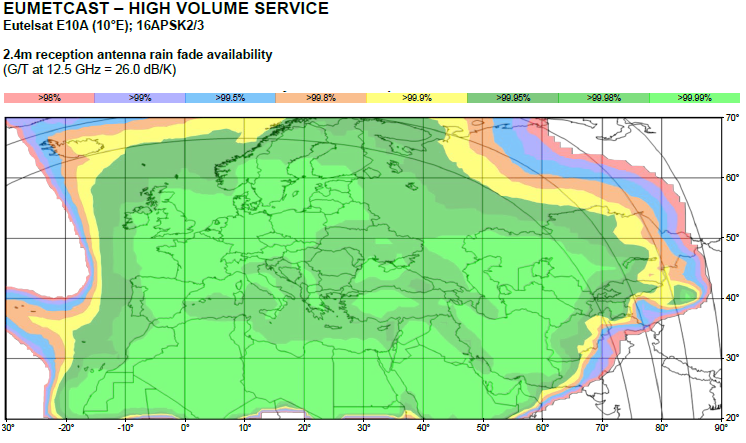 EUMETCAST – HIGH VOLUME SERVICE
Eutelsat E10A (10°E); 16APSK2/3
2.4m reception antenna rain fade availability
(G/T at 12.5 GHz = 26.0 dB/K)
>98% >99% >99.5% >99.8% >99.9% >99.95% >99.98% >99.99%
70°
60°
50°
40°
30°
20°
30° -20° -10° 0° 10° 20° 30° 40° 50° 60° 70° 80° 90°